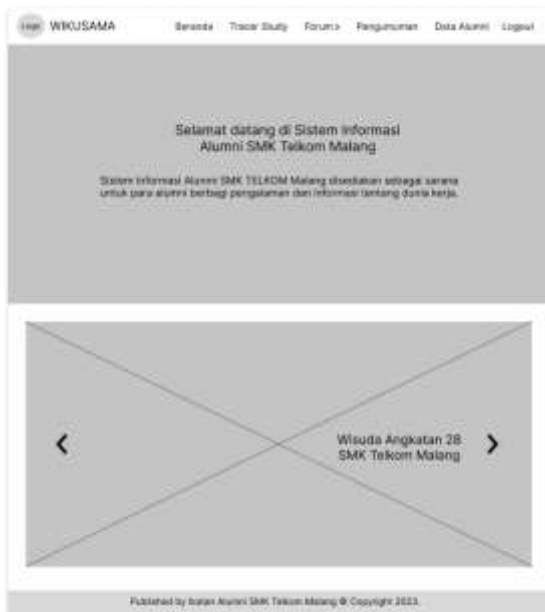 Logo WIKUSAMA Beranda Tracer Study Forum > Pengumuman Data Alumni Logout
Selamat datang di Sistem Informasi
Alumni SMK Telkom Malang
Sistem Informasi Alumni SMK TELKOM Malang disediakan sebagai sarana
untuk para alumni berbagi pengalaman dan informasi tentang dunia kerja.
Wisuda Angkatan 28
SMK Telkom Malang
Published by Ikatan Alumni SMK Telkom Malang © Copyright 2023.